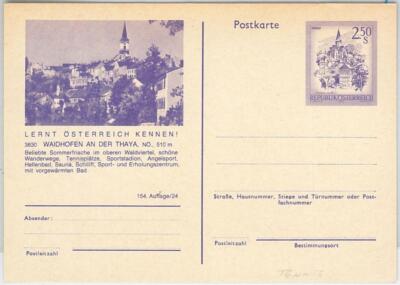 Postkarte
2.50
S
REPUBLIK ÖSTERREICH
LERNT ÖSTERREICH KENNEN!
3830 WAIDHOFEN AN DER THAYA, NÖ., 510 m
Beliebte Sommerfrische im oberen Waldviertel, schöne
Wanderwege, Tennisplätze, Sportstadion, Angelsport,
Hallenbad, Sauna, Schilift, Sport- und Erholungszentrum,
mit vorgewärmten Bad
154. Auflage/24
Absender:
Postleitzahl
Straße, Hausnummer, Stiege und Türnummer oder Post-
fachnummer
Postleitzahl
Bestimmungsort
TENNIS